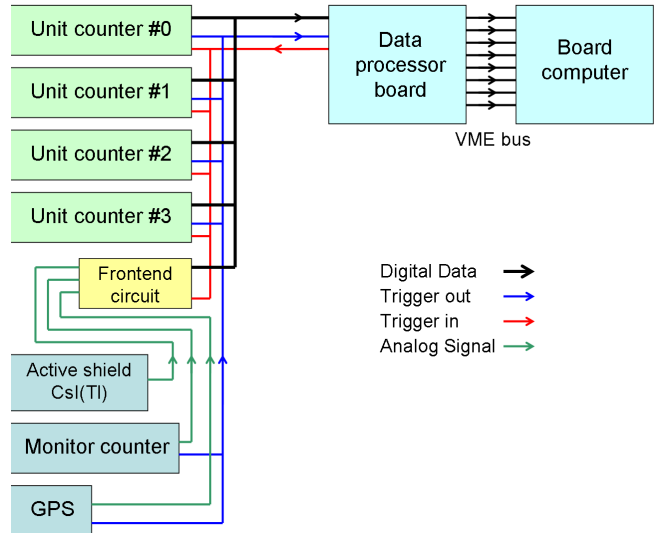 Unit counter #0
Unit counter #1
Unit counter #2
Unit counter #3
Frontend
circuit
Active shield
CsI(Tl)
Monitor counter
GPS
Data
processor
board
Board
computer
VME bus
Digital Data
Trigger out
Trigger in
Analog Signal